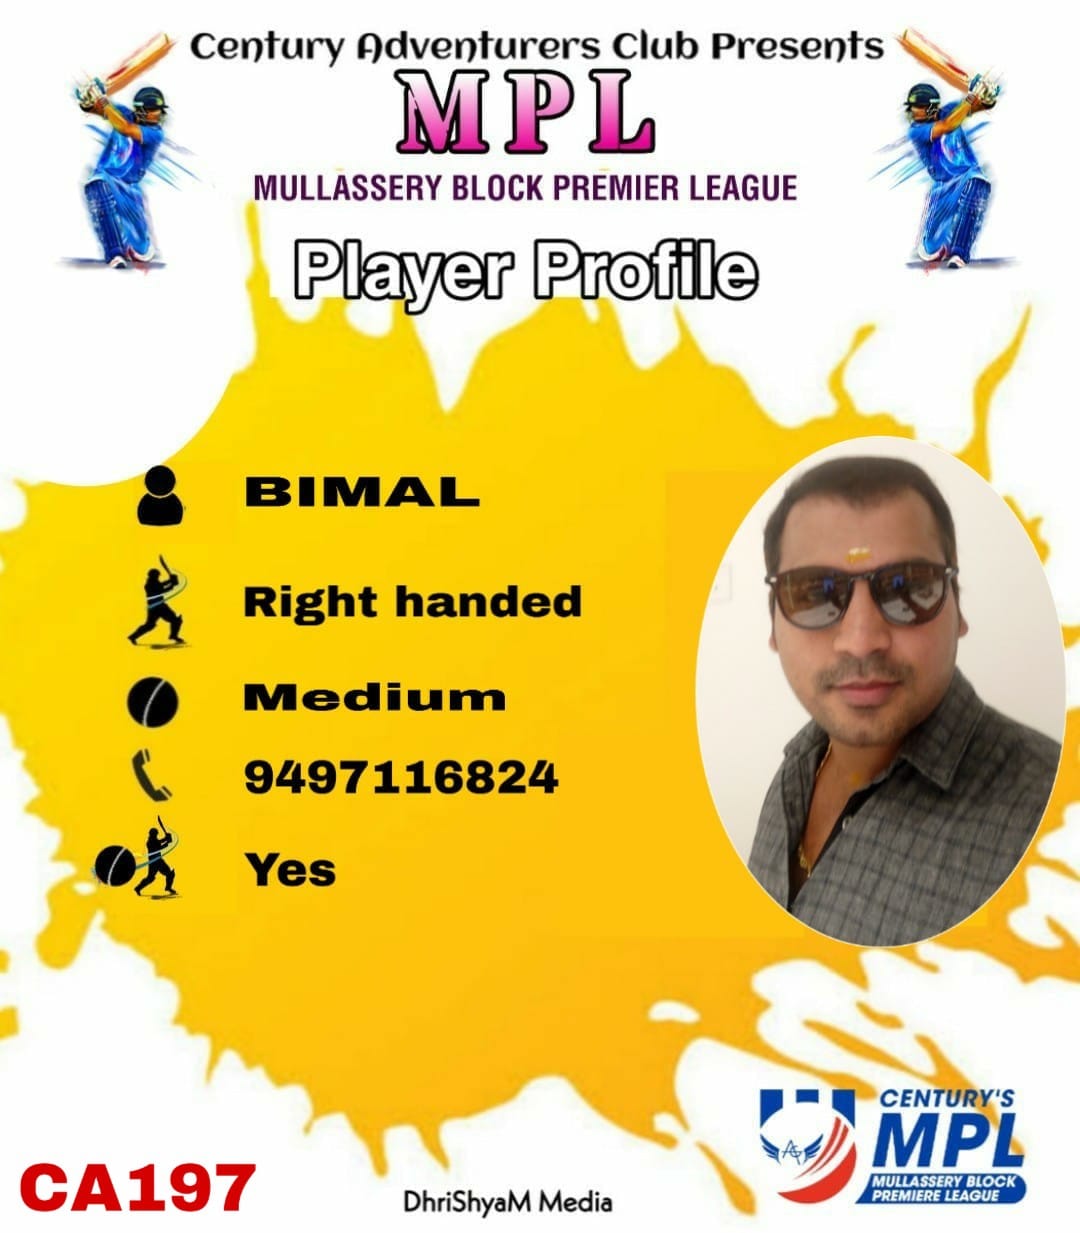 Century Adventurers Club Presents
MPL
MULLASSERY BLOCK PREMIER LEAGUE
Player Profile
BIMAL
Right handed
Medium
9497116824
Yes
CENTURY'S
MPL
MULLASSERY BLOCK
PREMIERE LEAGUE
CA197
DhriShyaM Media